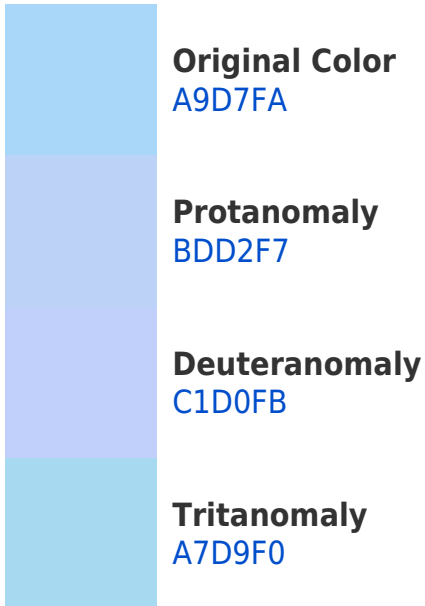 Original Color
A9D7FA
Protanomaly
BDD2F7
Deuteranomaly
C1D0FB
Tritanomaly
A7D9F0